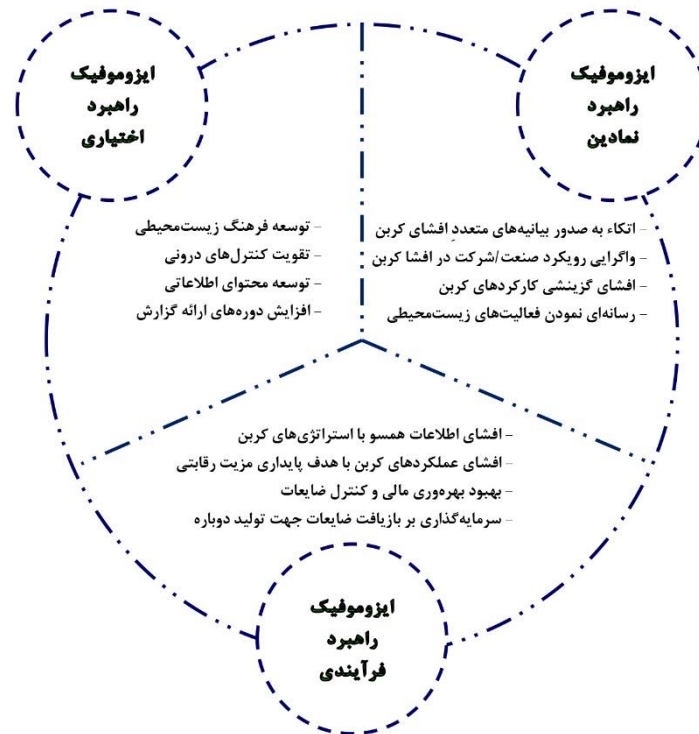 ایزوموفیک
راهبرد
نمادین
– اتکاء به صدور بیانیه‌های متعددِ افشای کربن
– واگرایی رویکرد صنعت/شرکت در افشا کربن
– افشای گزینشی کارکردهای کربن
– رسانه‌ای نمودن فعالیت‌های زیست‌محیطی
ایزوموفیک
راهبرد
اختیاری
– توسعه فرهنگ زیست‌محیطی
– تقویت کنترل‌های درونی
– توسعه محتوای اطلاعاتی
– افزایش دوره‌های ارائه گزارش
– افشای اطلاعات همسو با استراتژی‌های کربن
– افشای عملکردهای کربن با هدف پایداری مزیت رقابتی
– بهبود بهره‌وری مالی و کنترل ضایعات
– سرمایه‌گذاری بر بازیافت ضایعات جهت تولید دوباره
ایزوموفیک
راهبرد
فرآیندی